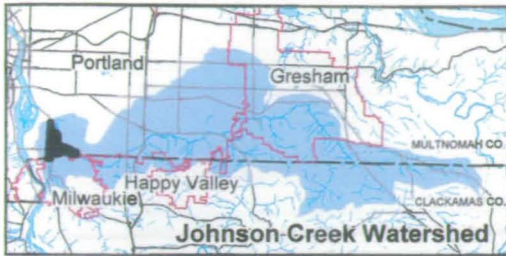 Portland
Gresham
MULTNOMAH CO.
Happy Valley
Milwaukie
CLACKAMAS CO.
Johnson Creek Watershed